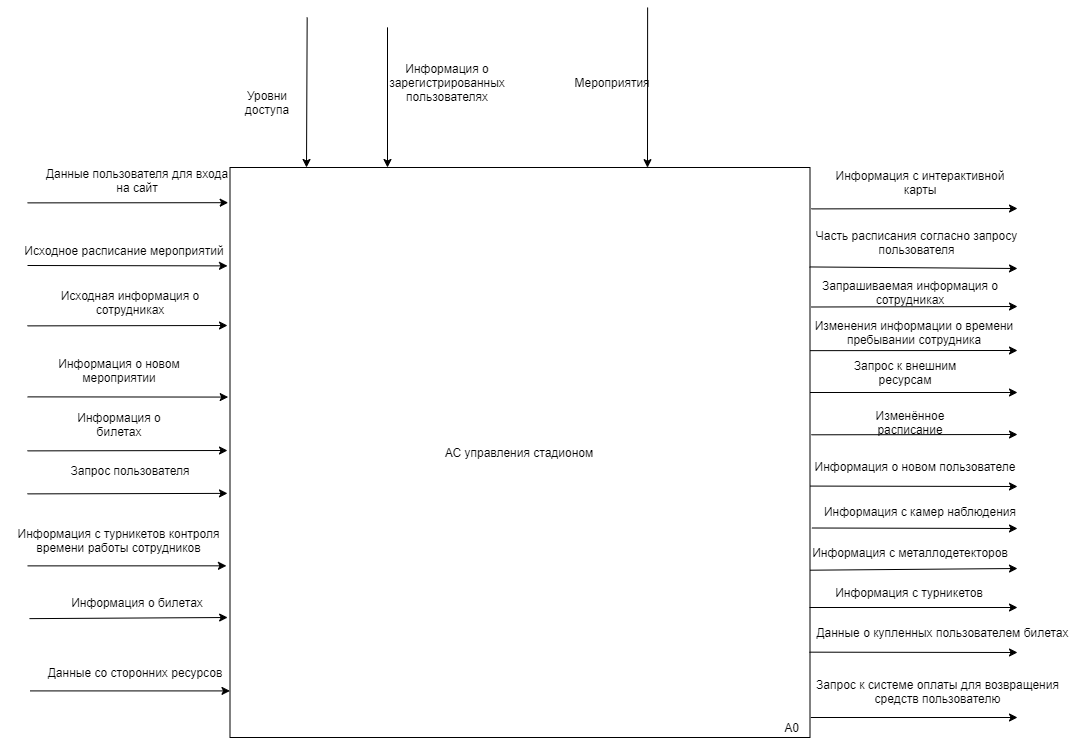 Уровни
доступа
Информация о
зарегистрированных
пользователях
Мероприятия
Данные пользователя для входа
на сайт
Исходное расписание мероприятий
Исходная информация о
сотрудниках
Информация о новом
мероприятии
Информация о
билетах
Запрос пользователя
Информация с турникетов контроля
времени работы сотрудников
Информация о билетах
Данные со сторонних ресурсов
АС управления стадионом
A0
Информация с интерактивной
карты
Часть расписания согласно запросу
пользователя
Запрашиваемая информация о
сотрудниках
Изменения информации о времени
пребывании сотрудника
Запрос к внешним
ресурсам
Изменённое
расписание
Информация о новом пользователе
Информация с камер наблюдения
Информация с металлодетекторов
Информация с турникетов
Данные о купленных пользователем билетах
Запрос к системе оплаты для возвращения
средств пользователю